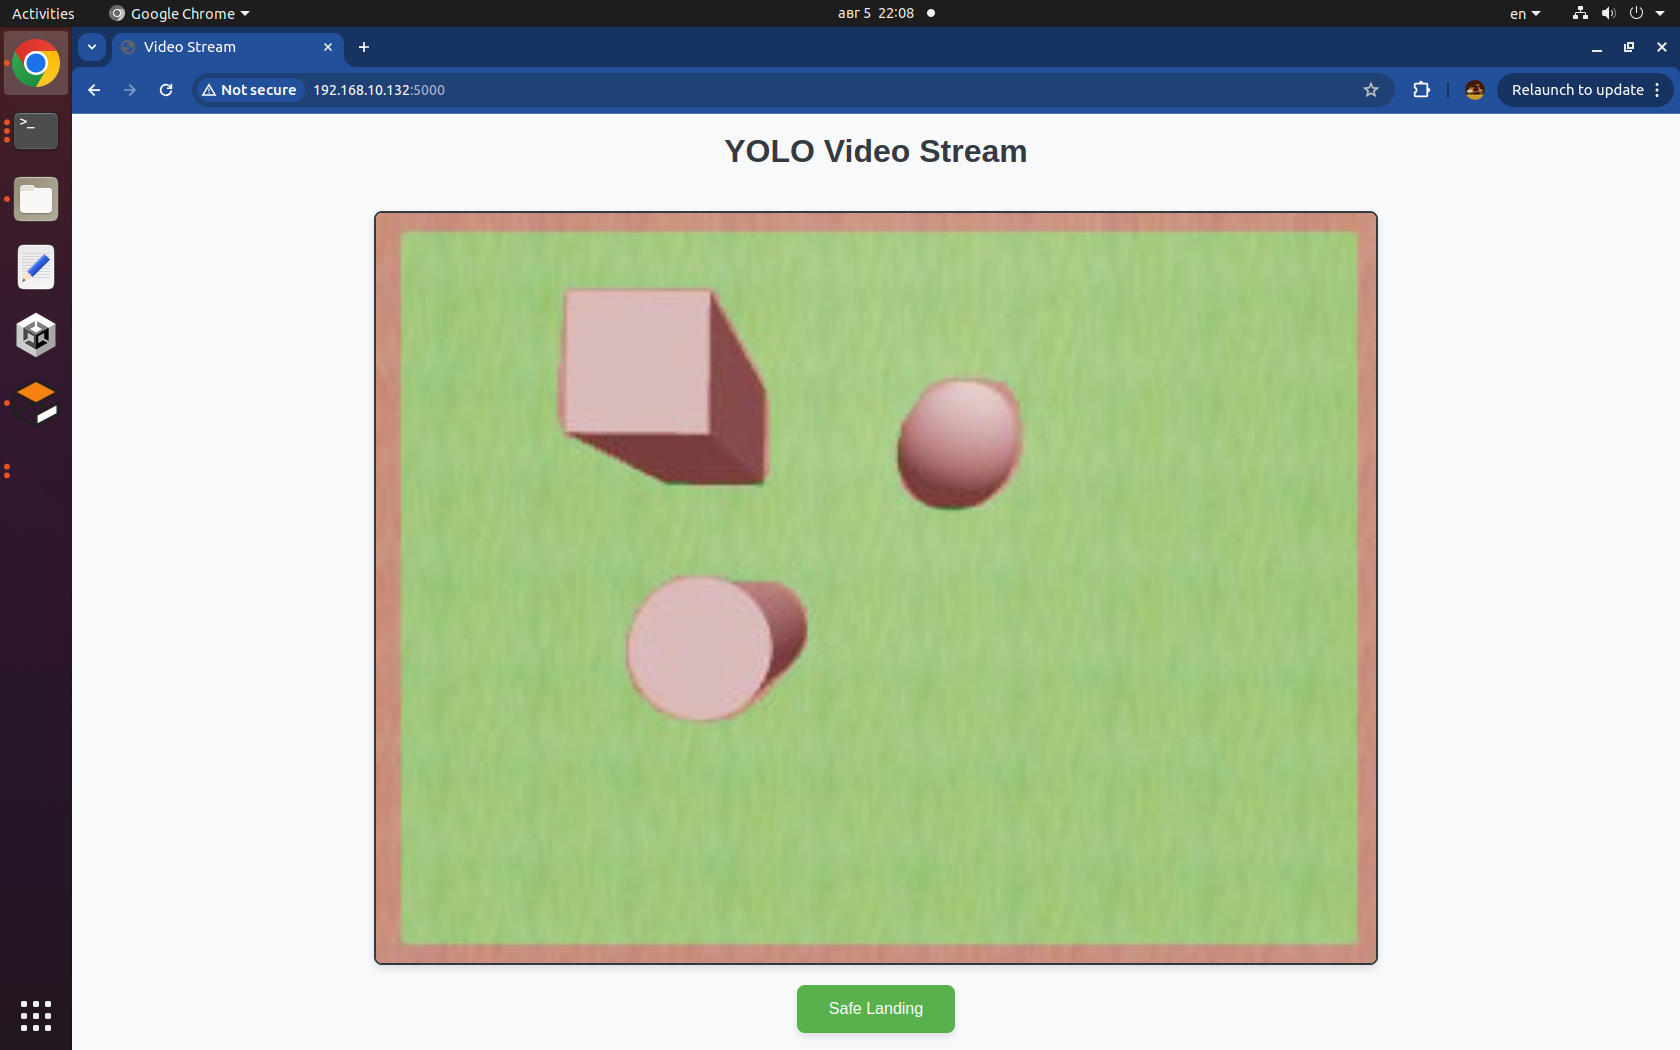 Activities
Google Chrome
авг 5 22:08
en
Video Stream
Not secure
192.168.10.132:5000
Relaunch to update
YOLO Video Stream
>_
Safe Landing